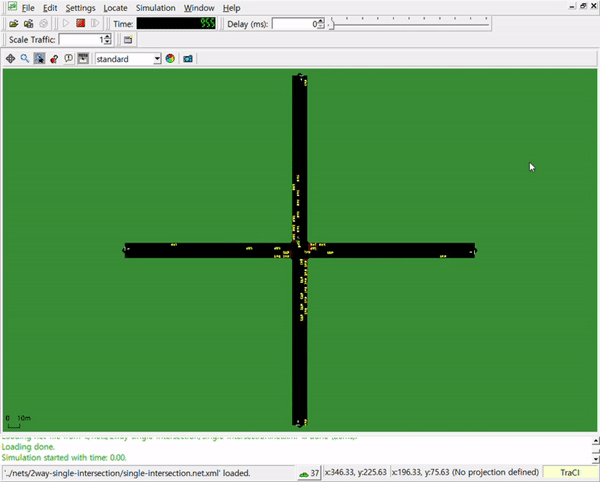 File Edit Settings Locate Simulation Window Help
Time: 955 Delay (ms): 0
Scale Traffic: 1
standard
0 10m
Loading done.
Simulation started with time: 0.00.
'../nets/2way-single-intersection/single-intersection.net.xml' loaded. 37 x:346.33, y:225.63 x:196.33, y:75.63 (No projection defined) TraCI